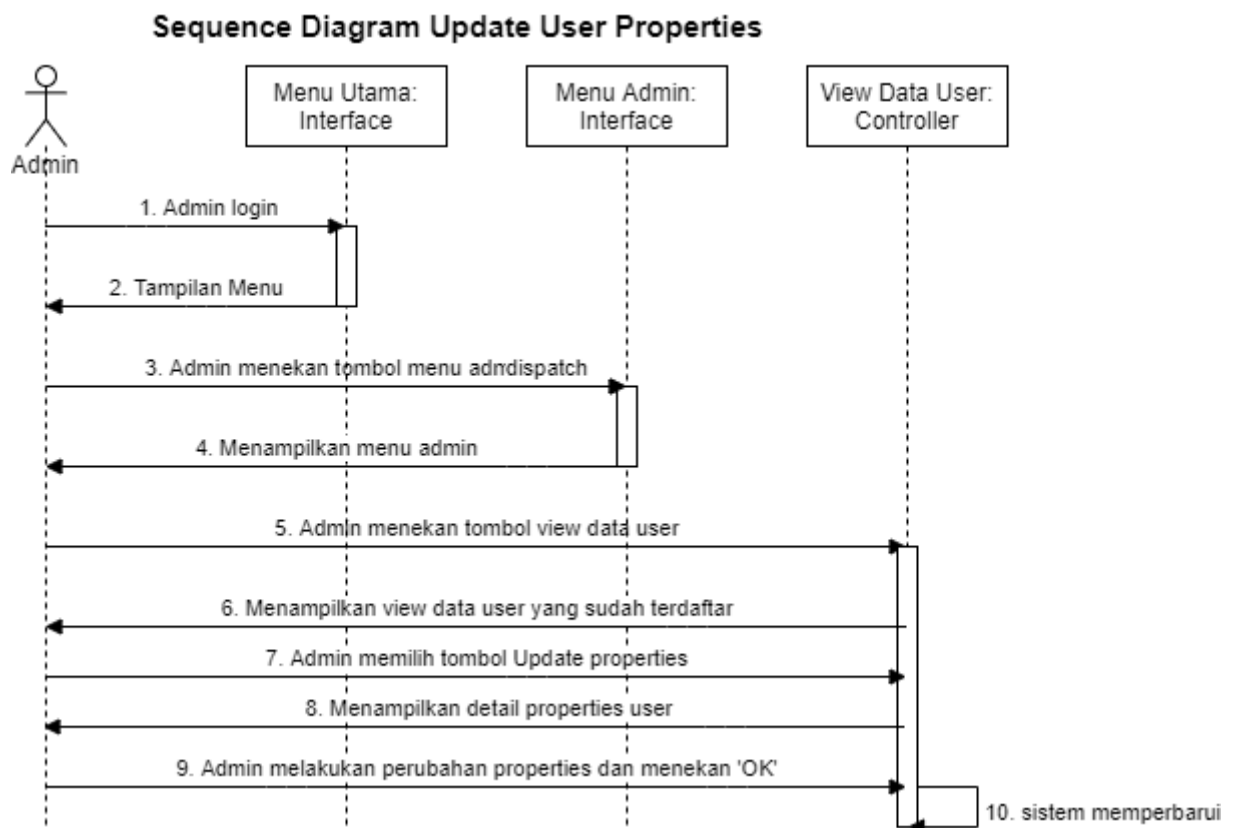 Sequence Diagram Update User Properties
Menu Utama:
Interface
Menu Admin:
Interface
View Data User:
Controller
Admin
1. Admin login
2. Tampilan Menu
3. Admin menekan tombol menu admdispatch
4. Menampilkan menu admin
5. Admin menekan tombol view data user
6. Menampilkan view data user yang sudah terdaftar
7. Admin memilih tombol Update properties
8. Menampilkan detail properties user
9. Admin melakukan perubahan properties dan menekan 'OK'
10. sistem memperbarui